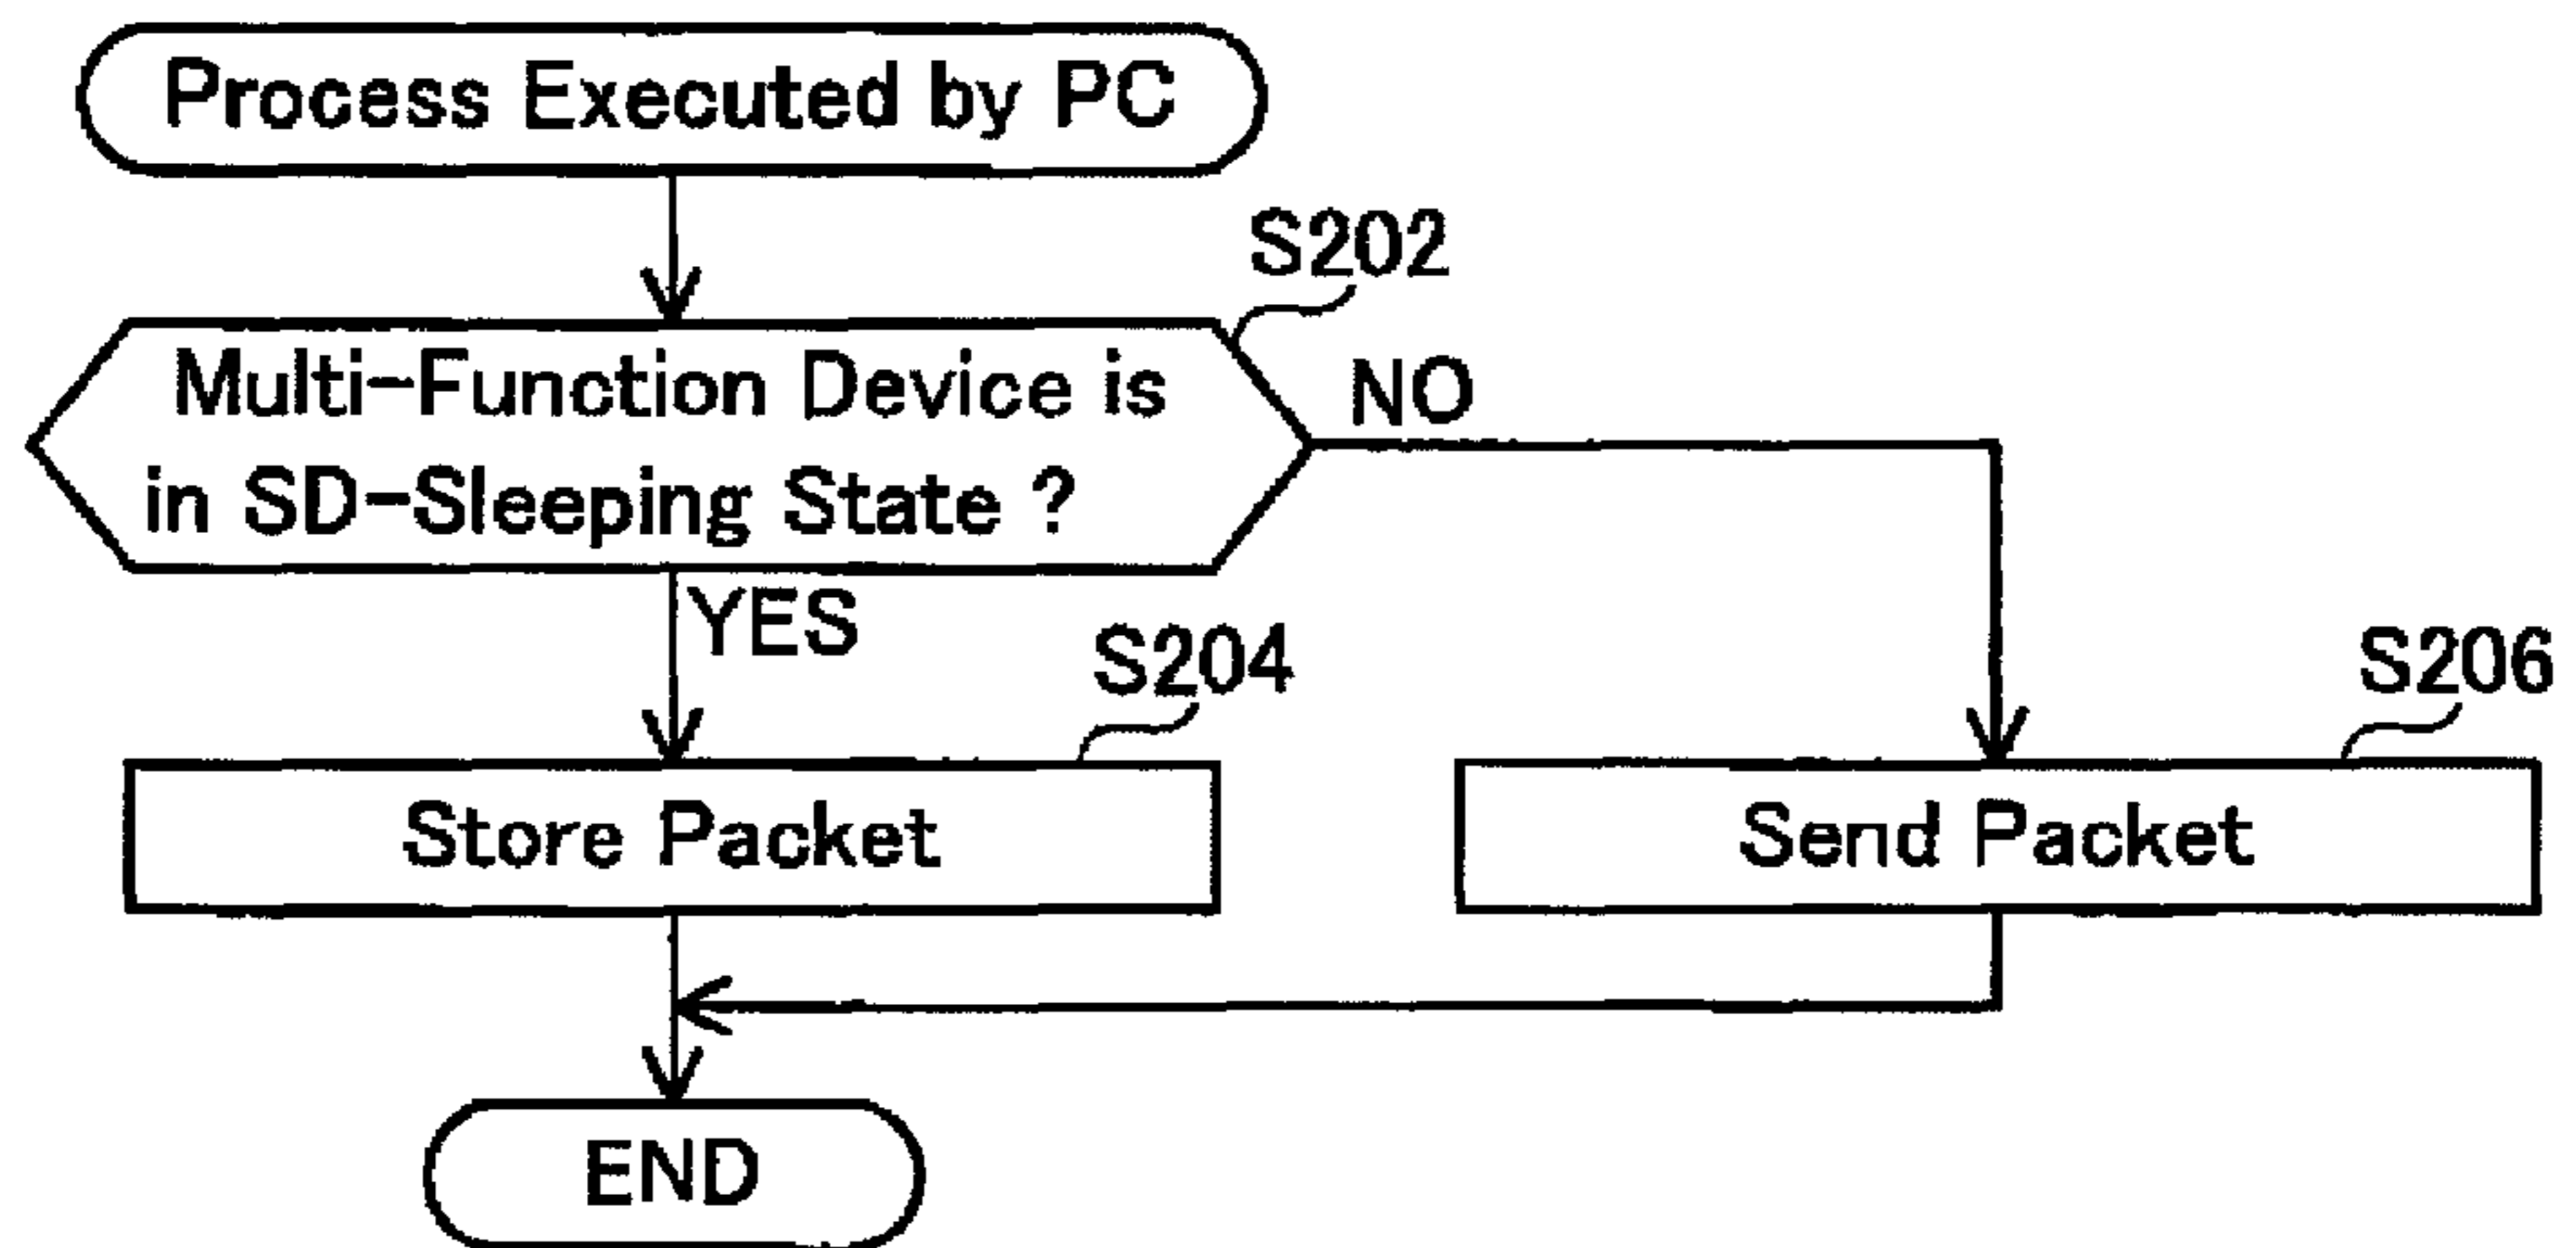 Process Executed by PC
S202
Multi-Function Device is
in SD-Sleeping State ?
NO
YES
S204
S206
Store Packet
Send Packet
END